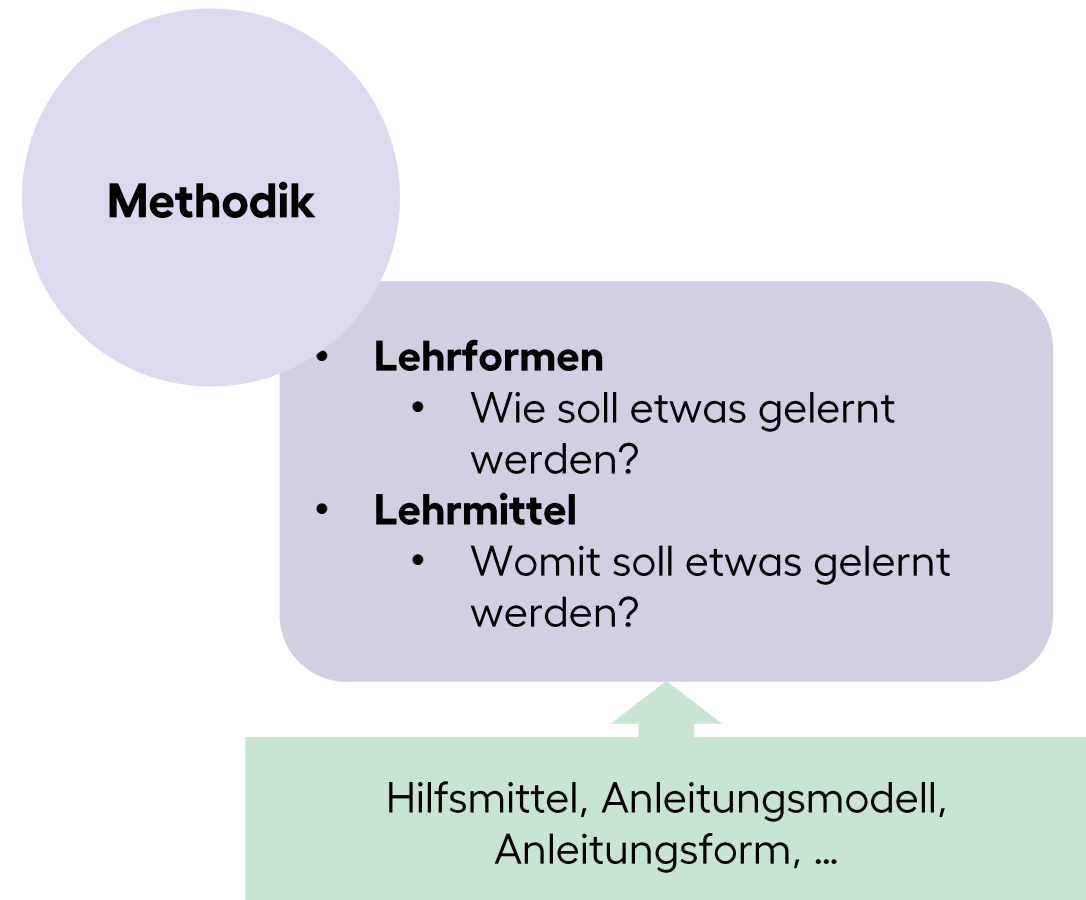 Methodik
• Lehrformen
• Wie soll etwas gelernt
werden?
• Lehrmittel
• Womit soll etwas gelernt
werden?
Hilfsmittel, Anleitungsmodell,
Anleitungsform, ...